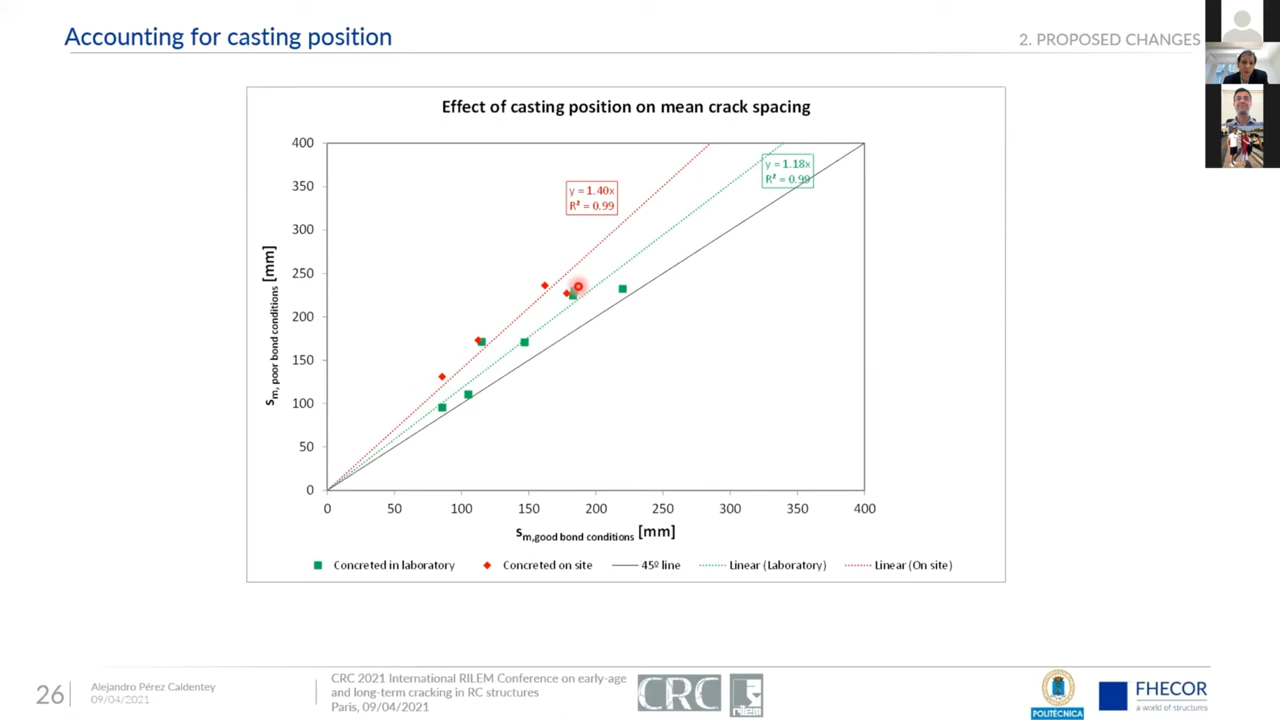 Accounting for casting position
2. PROPOSED CHANGES
Effect of casting position on mean crack spacing
400
350
300
250
200
150
100
50
0
s m, poor bond conditions [mm]
y = 1.40x
R² = 0.99
y = 1.18x
R² = 0.99
0 50 100 150 200 250 300 350 400
s m,good bond conditions [mm]
Concreted in laboratory Concreted on site 45º line Linear (Laboratory) Linear (On site)
26
Alejandro Pérez Caldentey
09/04/2021
CRC 2021 International RILEM Conference on early-age
and long-term cracking in RC structures
Paris, 09/04/2021
CRC
rilem
POLITÉCNICA
FHECOR
a world of structures